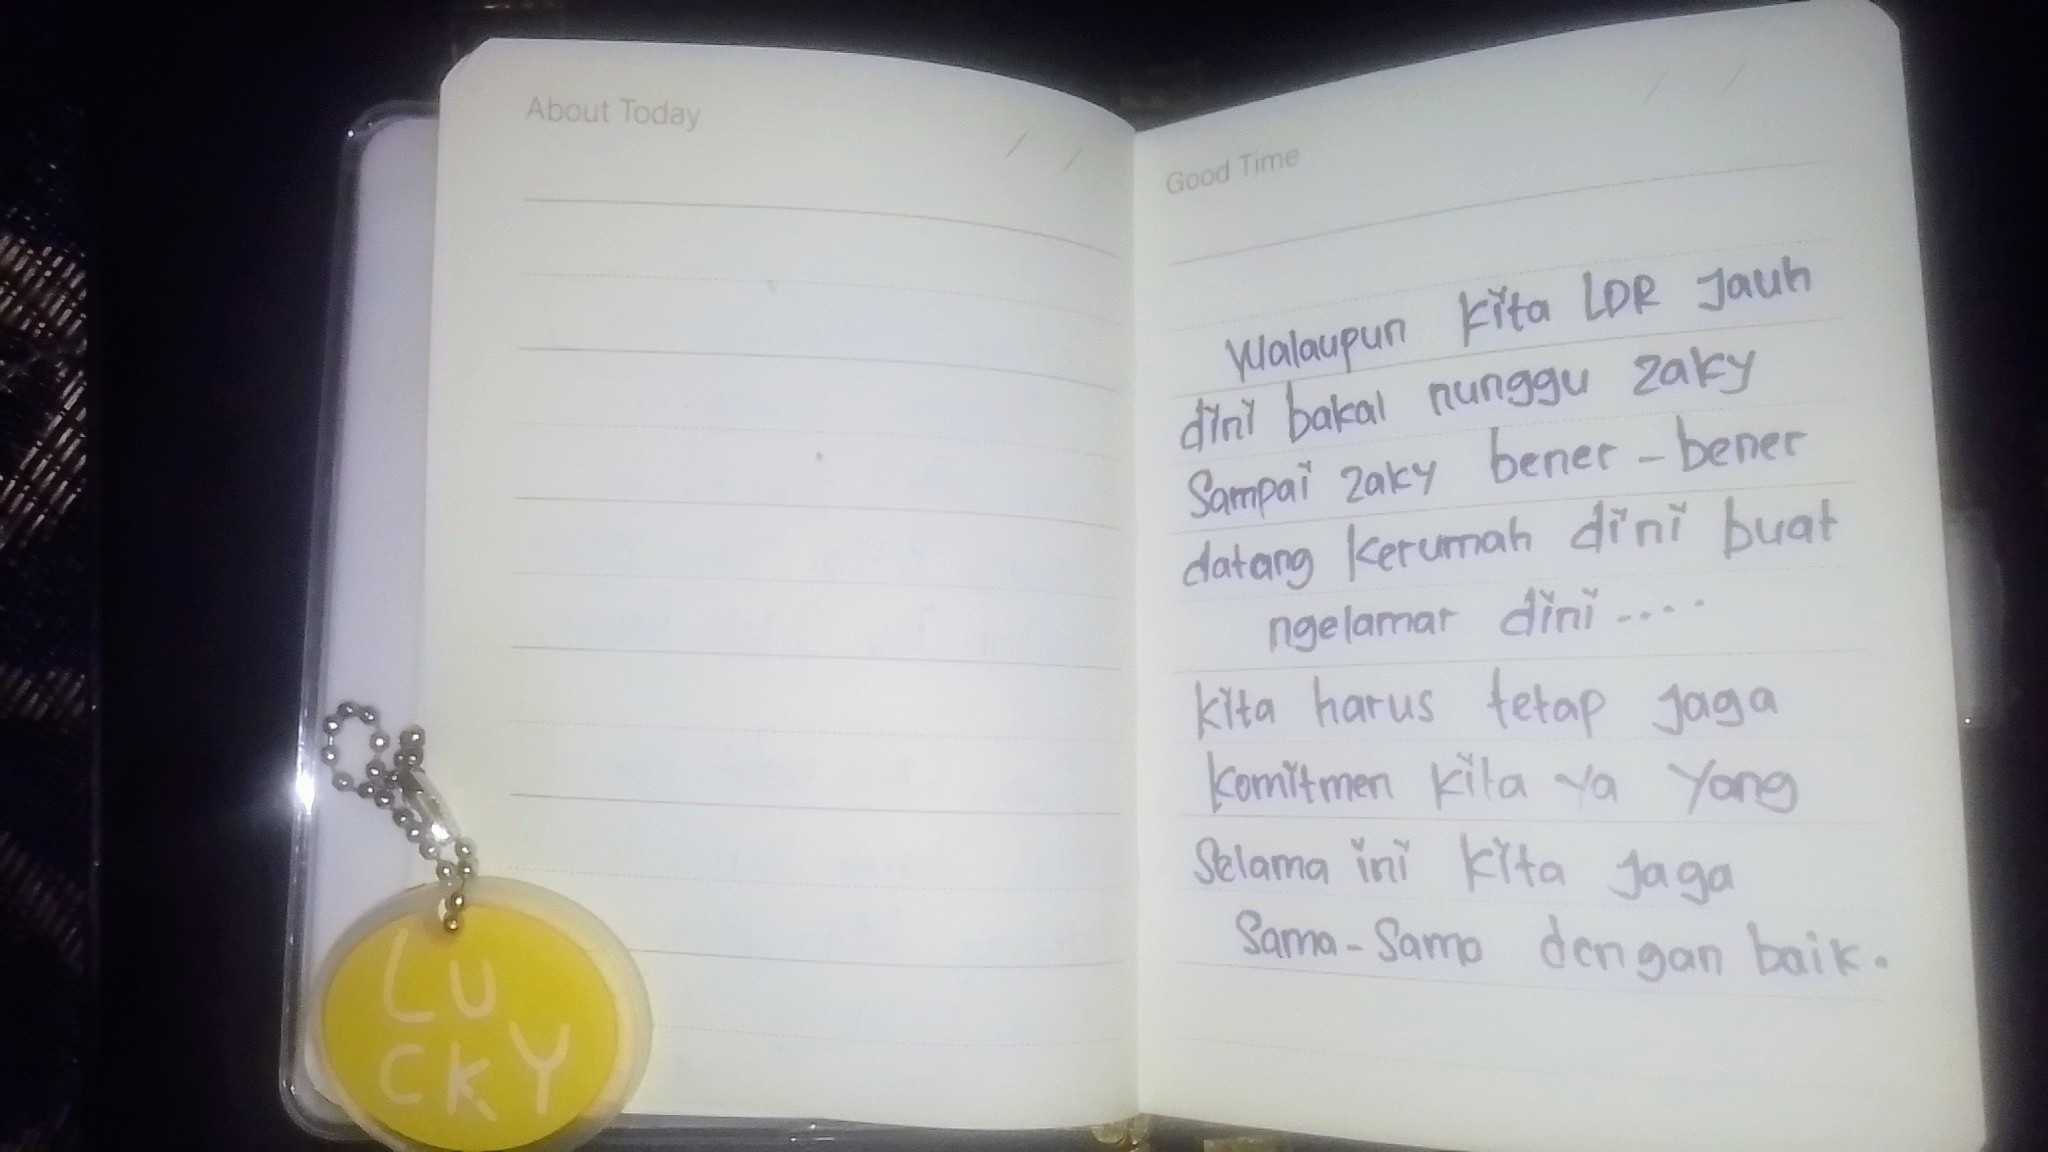 About Today
/ /
Good Time
/ /
Walaupun kita LDR Jauh
dini bakal nunggu zaky
Sampai zaky bener-bener
datang kerumah dini buat
ngelamar dini....
kita harus tetap Jaga
komitmen kita ya yang
Selama ini kita Jaga
Sama-Sama dengan baik.
LU
CKY